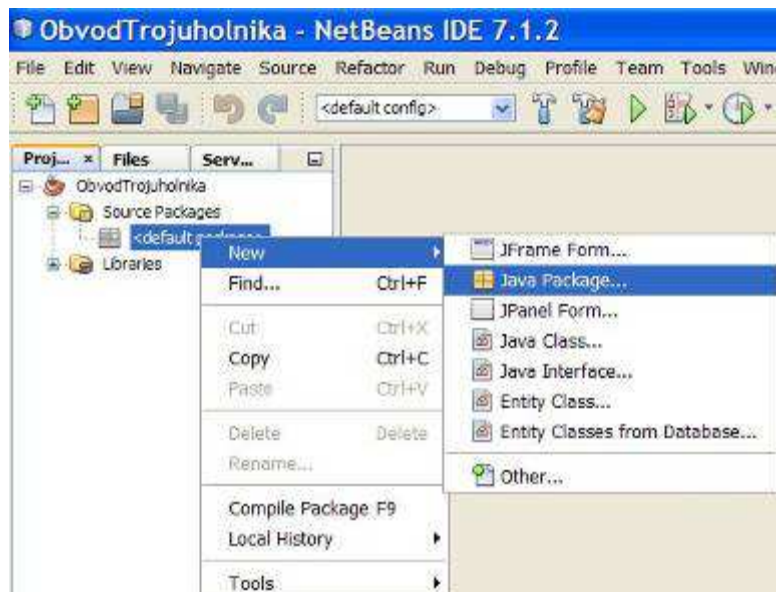 ObvodTrojuholnika - NetBeans IDE 7.1.2
File Edit View Navigate Source Refactor Run Debug Profile Team Tools
<default config>
Proj... × Files Serv...
ObvodTrojuholnika
Source Packages
<default
Libraries
New
Find... Ctrl+F
Cut Ctrl+X
Copy Ctrl+C
Paste Ctrl+V
Delete Delete
Rename...
Compile Package F9
Local History
Tools
JFrame Form...
Java Package...
JPanel Form...
Java Class...
Java Interface...
Entity Class...
Entity Classes from Database...
Other...